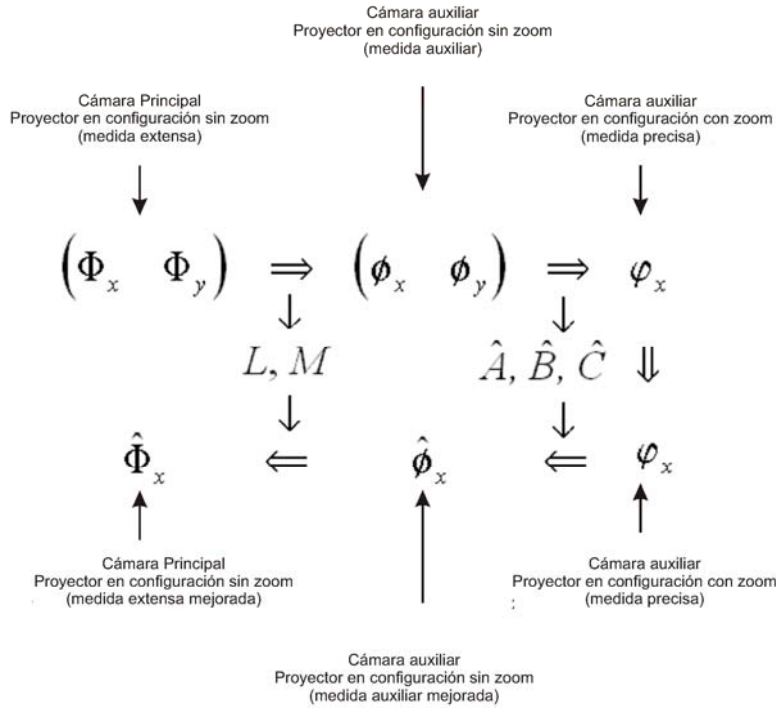 Cámara auxiliar
Proyector en configuración sin zoom
(medida auxiliar)
Cámara Principal
Proyector en configuración sin zoom
(medida extensa)
Cámara auxiliar
Proyector en configuración con zoom
(medida precisa)
(Φx Φy) ⇒ (ϕx ϕy) ⇒ φx
↓ ↓
L, M Â, B̂, Ĉ ⇓
↓ ↓
Φ̂x ⇐ ϕ̂x ⇐ φx
Cámara Principal
Proyector en configuración sin zoom
(medida extensa mejorada)
Cámara auxiliar
Proyector en configuración con zoom
(medida precisa)
Cámara auxiliar
Proyector en configuración sin zoom
(medida auxiliar mejorada)